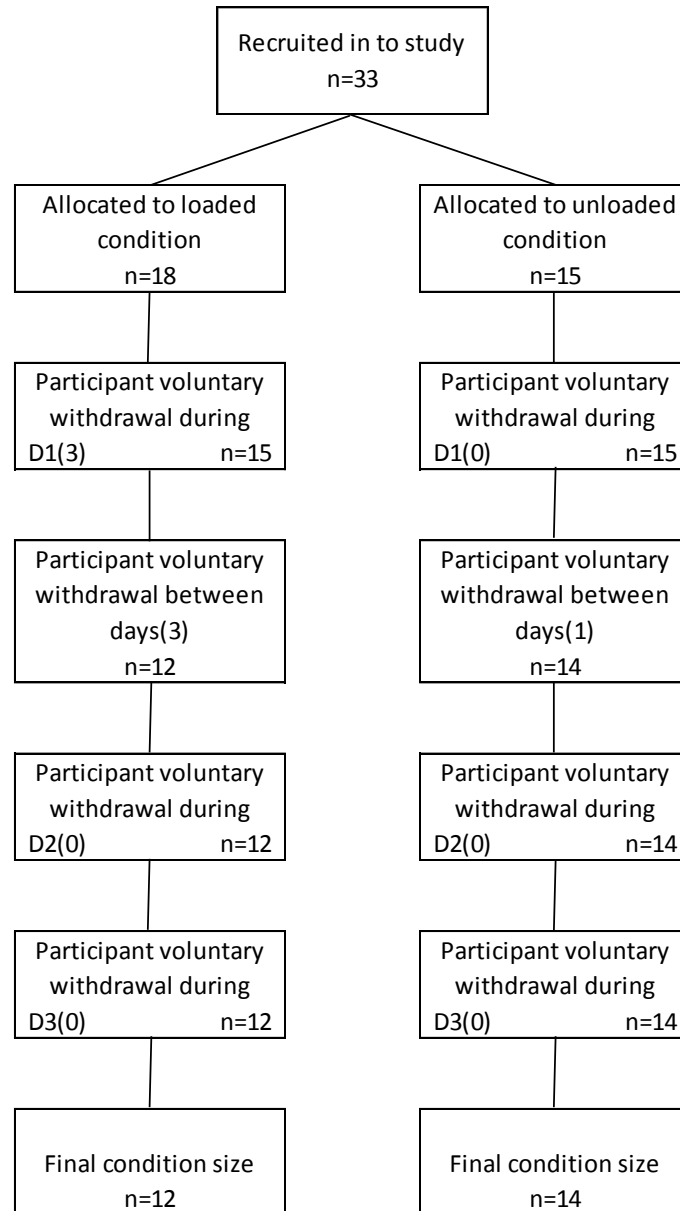 Recruited in to study
n=33
Allocated to loaded
condition
n=18
Allocated to unloaded
condition
n=15
Participant voluntary
withdrawal during
D1(3) n=15
Participant voluntary
withdrawal during
D1(0) n=15
Participant voluntary
withdrawal between
days(3)
n=12
Participant voluntary
withdrawal between
days(1)
n=14
Participant voluntary
withdrawal during
D2(0) n=12
Participant voluntary
withdrawal during
D2(0) n=14
Participant voluntary
withdrawal during
D3(0) n=12
Participant voluntary
withdrawal during
D3(0) n=14
Final condition size
n=12
Final condition size
n=14